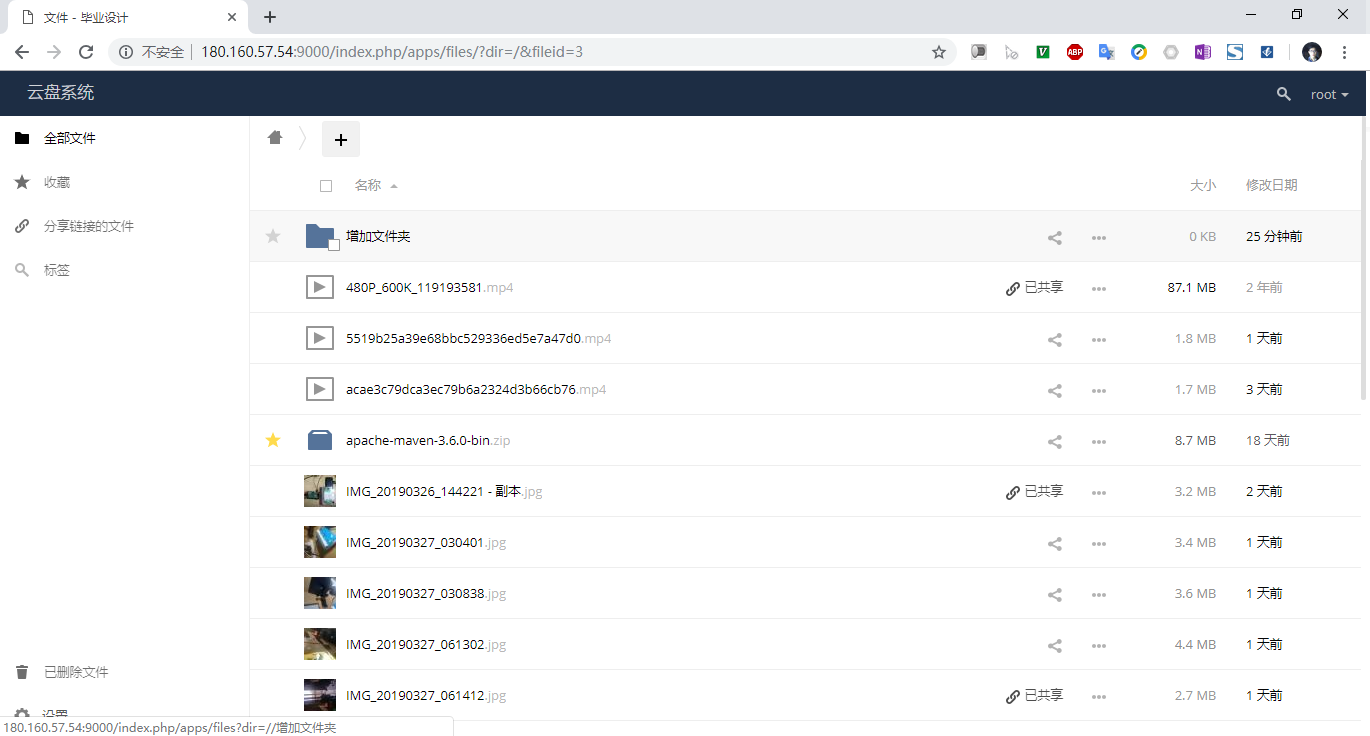 文件 - 毕业设计
不安全 180.160.57.54:9000/index.php/apps/files/?dir=/&fileid=3
ABP
云盘系统 root
全部文件
收藏
分享链接的文件
标签
已删除文件
设置
名称 大小 修改日期
增加文件夹 0 KB 25 分钟前
480P_600K_119193581.mp4 已共享 87.1 MB 2 年前
5519b25a39e68bbc529336ed5e7a47d0.mp4 1.8 MB 1 天前
acae3c79dca3ec79b6a2324d3b66cb76.mp4 1.7 MB 3 天前
apache-maven-3.6.0-bin.zip 8.7 MB 18 天前
IMG_20190326_144221 - 副本.jpg 已共享 3.2 MB 2 天前
IMG_20190327_030401.jpg 3.4 MB 1 天前
IMG_20190327_030838.jpg 3.6 MB 1 天前
IMG_20190327_061302.jpg 4.4 MB 1 天前
IMG_20190327_061412.jpg 已共享 2.7 MB 1 天前
180.160.57.54:9000/index.php/apps/files?dir=//增加文件夹